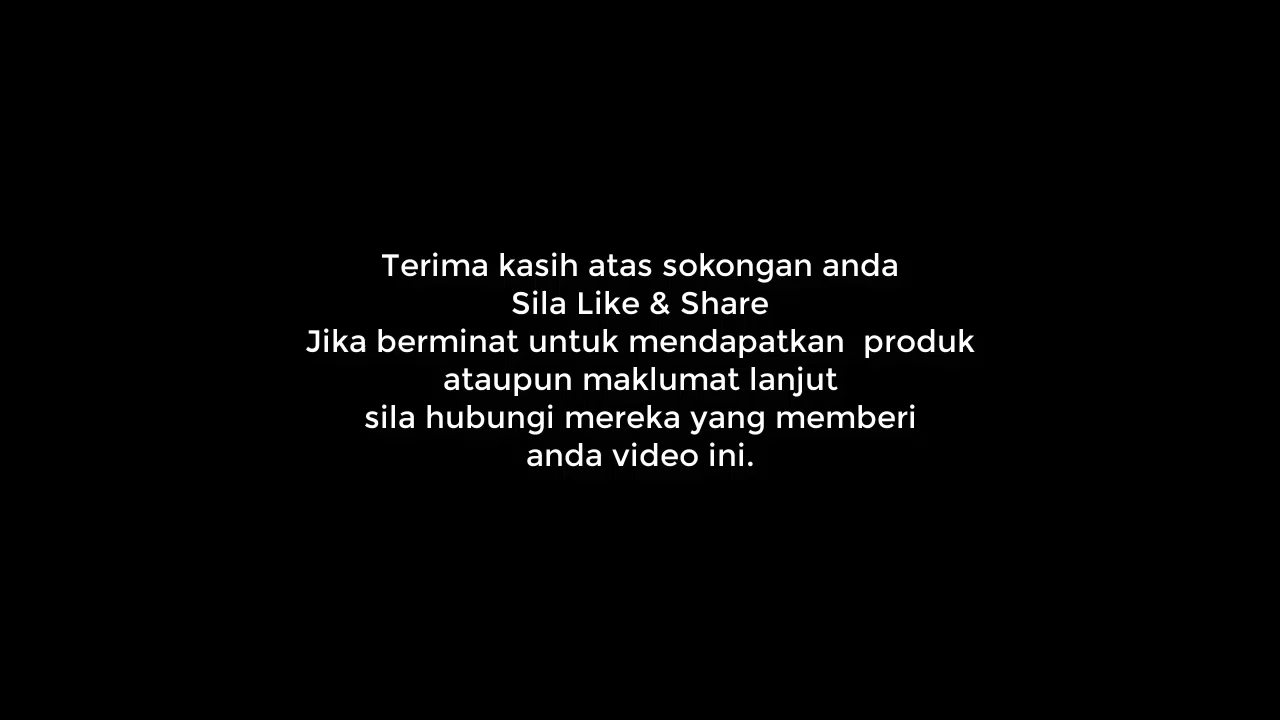 Terima kasih atas sokongan anda
Sila Like & Share
Jika berminat untuk mendapatkan  produk
ataupun maklumat lanjut
sila hubungi mereka yang memberi
anda video ini.